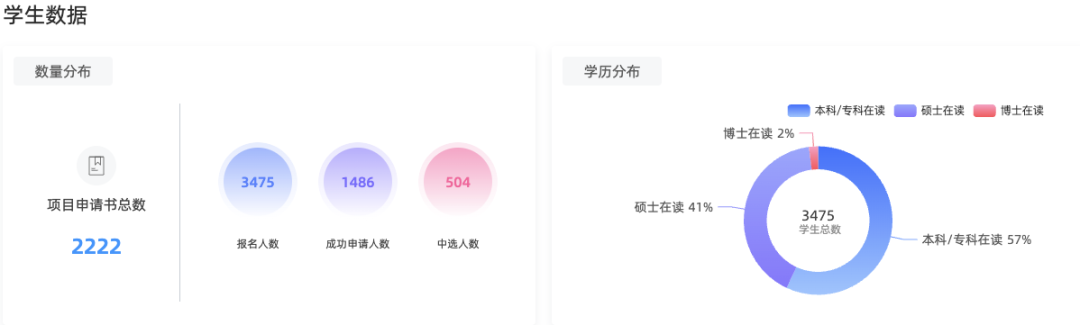 学生数据
数量分布
项目申请书总数
2222
3475
1486
504
报名人数
成功申请人数
中选人数
学历分布
本科/专科在读
硕士在读
博士在读
博士在读 2%
硕士在读 41%
3475
学生总数
本科/专科在读 57%